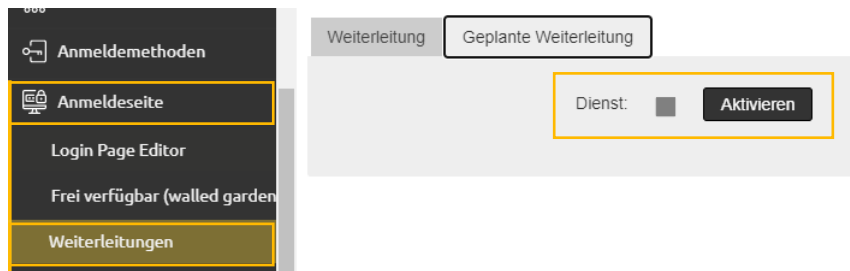 Anmeldemethoden
Anmeldeseite
Login Page Editor
Frei verfügbar (walled garden
Weiterleitungen
Weiterleitung Geplante Weiterleitung
Dienst: Aktivieren